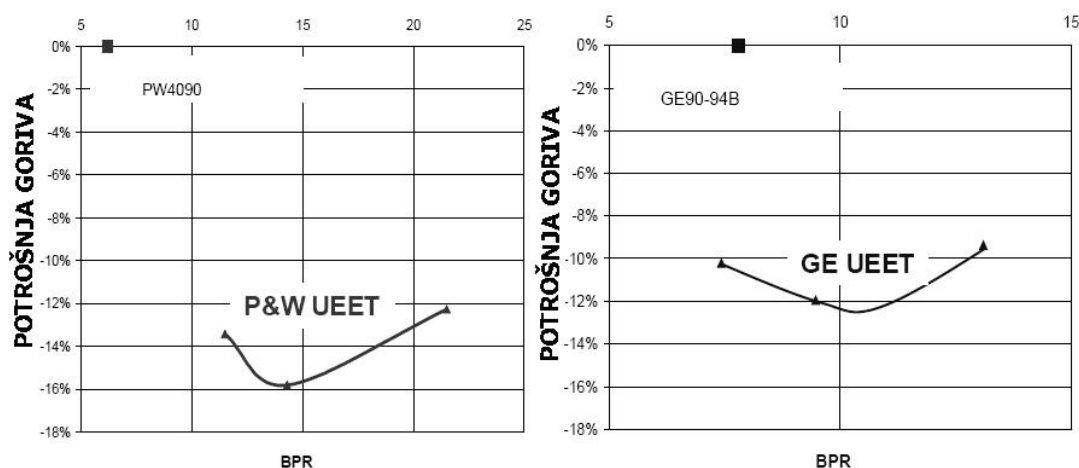 5 10 15 20 25
0%
-2%
-4%
-6%
-8%
-10%
-12%
-14%
-16%
-18%
POTROŠNJA GORIVA
PW4090
P&W UEET
BPR
5 10 15
0%
-2%
-4%
-6%
-8%
-10%
-12%
-14%
-16%
-18%
POTROŠNJA GORIVA
GE90-94B
GE UEET
BPR